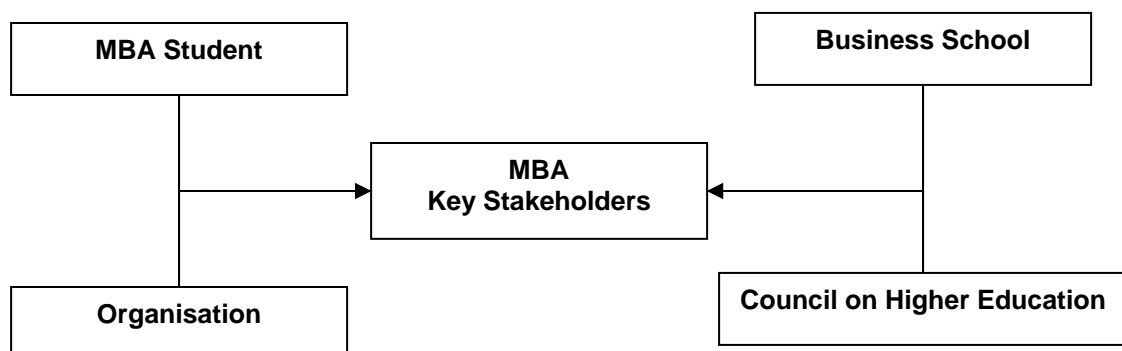 MBA Student
Business School
MBA
Key Stakeholders
Organisation
Council on Higher Education